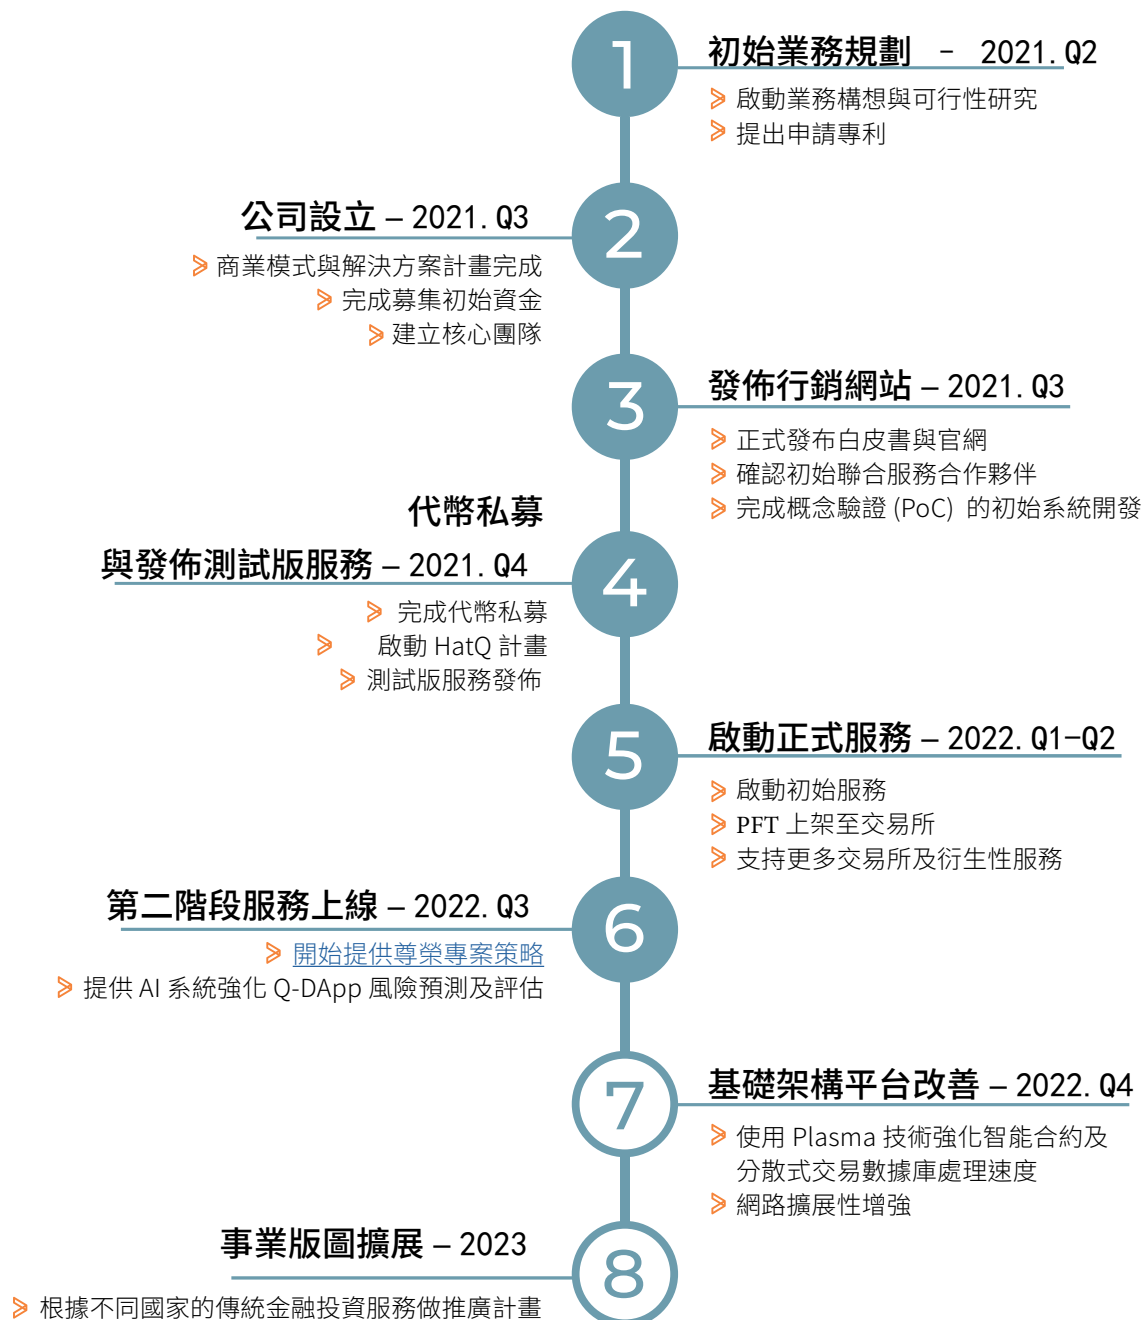 1
初始業務規劃 – 2021.Q2
啟動業務構想與可行性研究
提出申請專利
2
公司設立 – 2021.Q3
商業模式與解決方案計畫完成
完成募集初始資金
建立核心團隊
3
發佈行銷網站 – 2021.Q3
正式發布白皮書與官網
確認初始聯合服務合作夥伴
完成概念驗證 (PoC) 的初始系統開發
4
代幣私募
與發佈測試版服務 – 2021.Q4
完成代幣私募
啟動 HatQ 計畫
測試版服務發佈
5
啟動正式服務 – 2022.Q1-Q2
啟動初始服務
PFT 上架至交易所
支持更多交易所及衍生性服務
6
第二階段服務上線 – 2022.Q3
開始提供尊榮專案策略
提供 AI 系統強化 Q-DApp 風險預測及評估
7
基礎架構平台改善 – 2022.Q4
使用 Plasma 技術強化智能合約及
分散式交易數據庫處理速度
網路擴展性增強
8
事業版圖擴展 – 2023
根據不同國家的傳統金融投資服務做推廣計畫